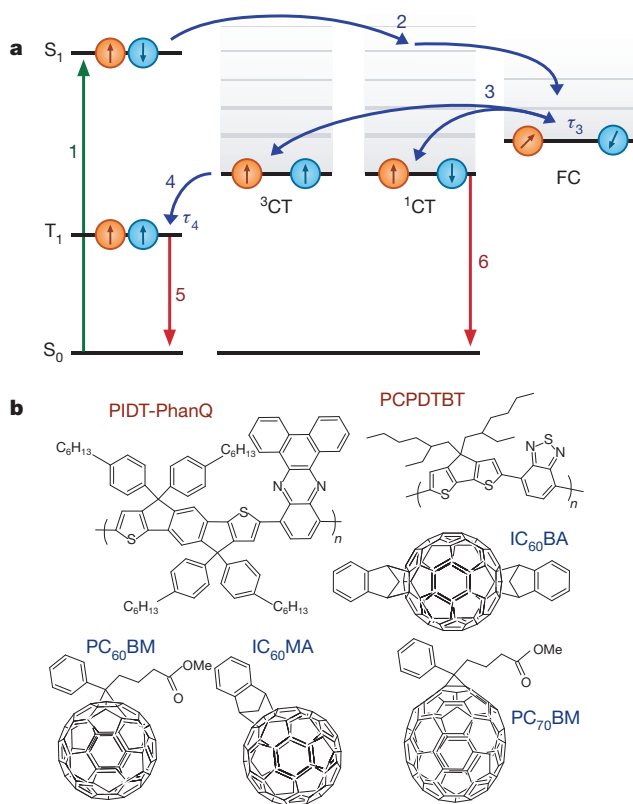 a
S1
1
2
3
τ3
FC
4
3CT
1CT
T1
τ4
5
6
S0
b
PIDT-PhanQ
PCPDTBT
C6H13
C6H13
N
S
N
N
N
S
S
n
S
S
n
IC60BA
C6H13
C6H13
PC60BM
IC60MA
OMe
O
OMe
O
PC70BM